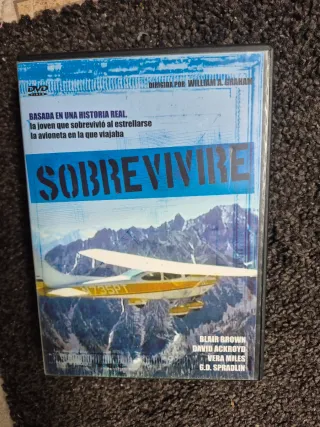 DVD
DIRIGIDA POR WILLIAM A. GRAHAM
BASADA EN UNA HISTORIA REAL.
la joven que sobrevivió al estrellarse
la avioneta en la que viajaba
SOBREVIVIRE
BLAIR BROWN
DAVID ACKROYD
VERA MILES
G.D. SPRADLIN